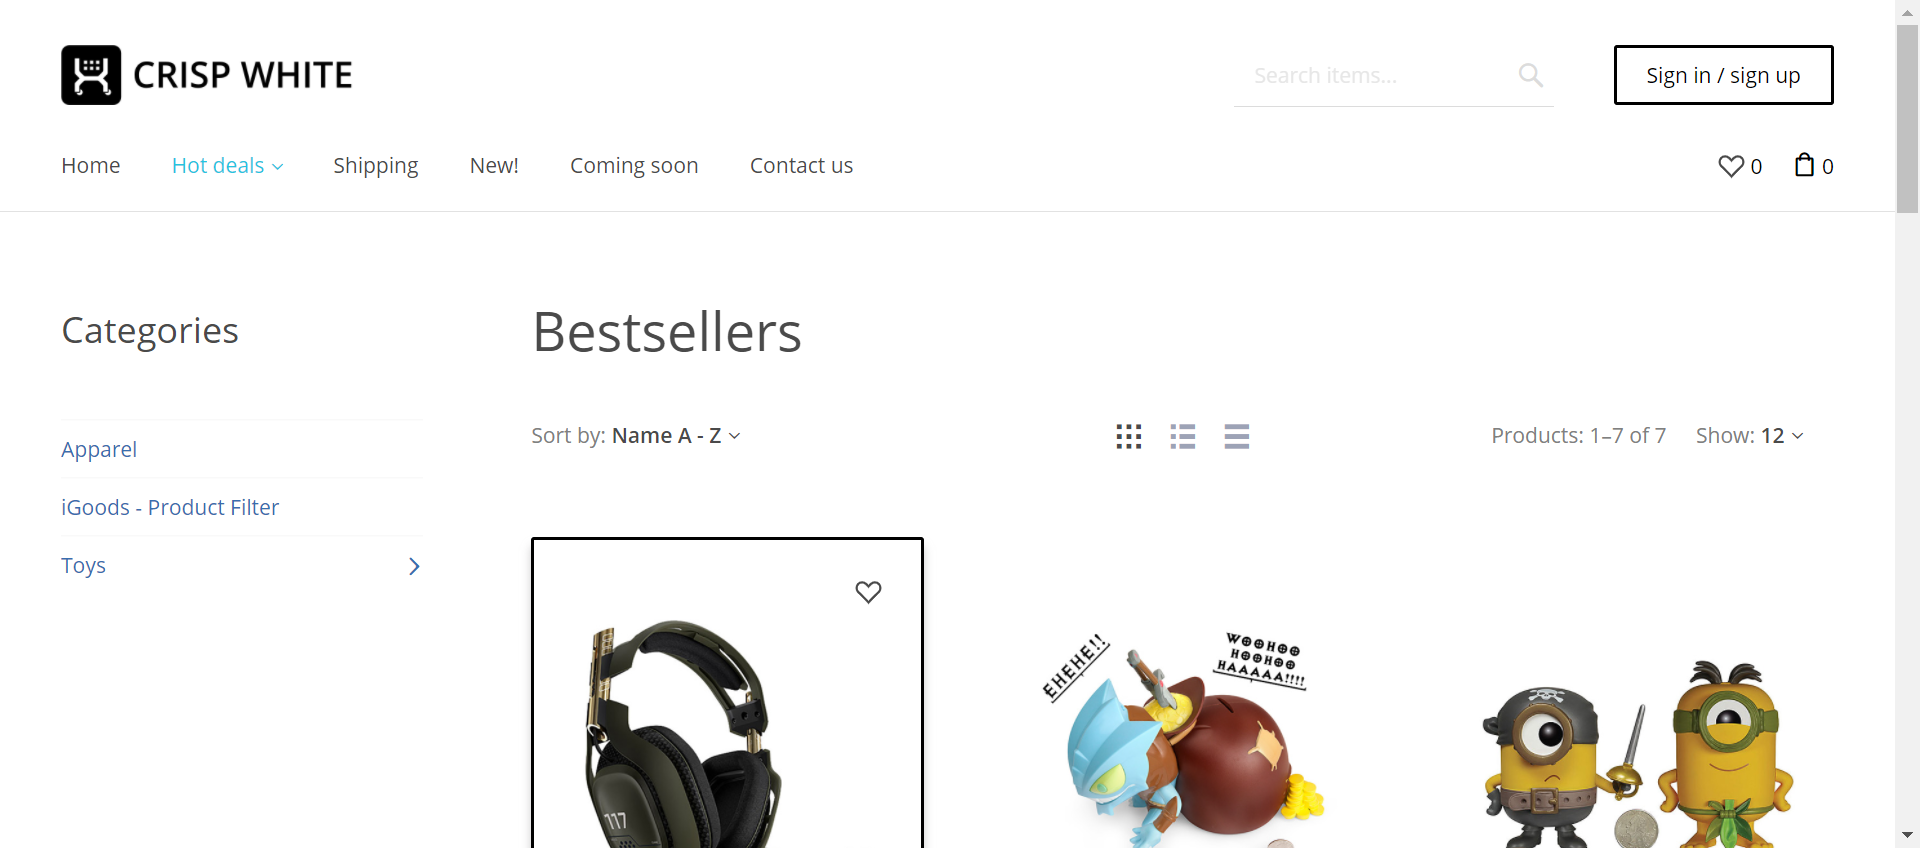 CRISP WHITE
Search items...
Sign in / sign up
Home
Hot deals
Shipping
New!
Coming soon
Contact us
0
0
Categories
Bestsellers
Sort by: Name A - Z
Products: 1–7 of 7
Show: 12
Apparel
iGoods - Product Filter
Toys
117
EHEHE!!
WOOHOO
HOOHOO
HAAAAA!!!!